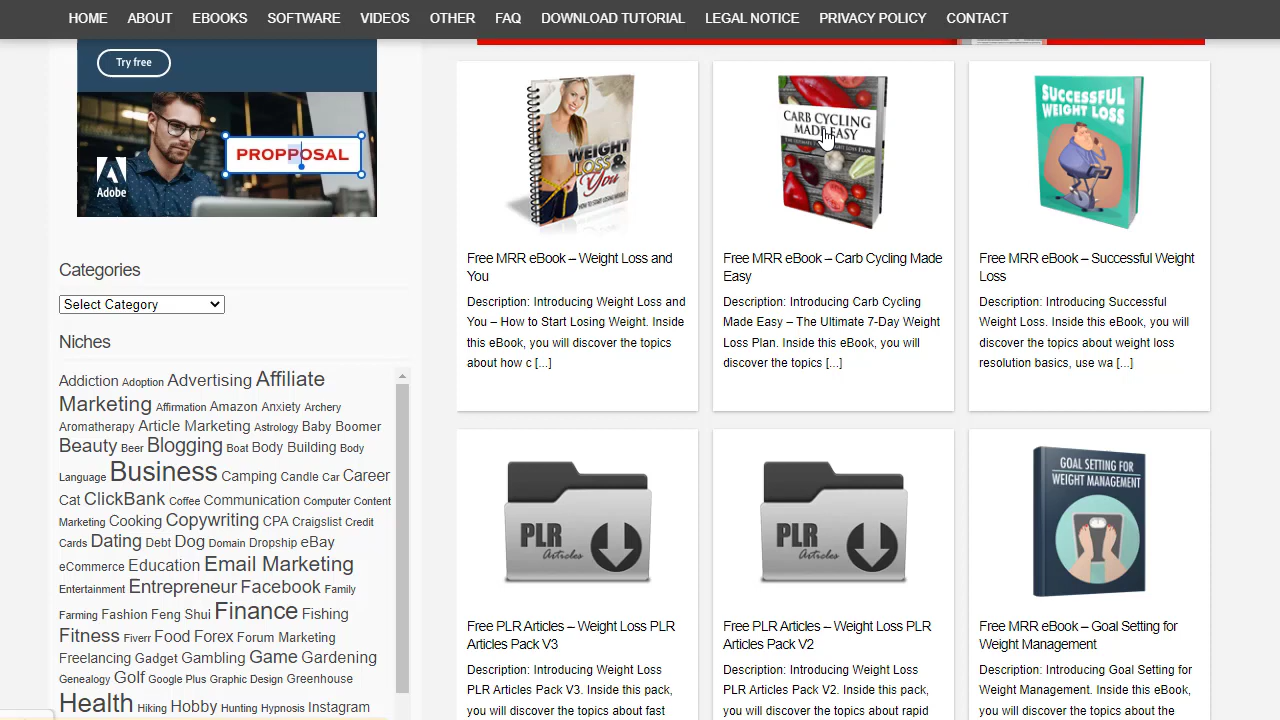 HOME ABOUT EBOOKS SOFTWARE VIDEOS OTHER FAQ DOWNLOAD TUTORIAL LEGAL NOTICE PRIVACY POLICY CONTACT
Try free
PROPPOSAL
Adobe
Categories
Select Category
Niches
Addiction Adoption Advertising Affiliate
Marketing Affirmation Amazon Anxiety Archery
Aromatherapy Article Marketing Astrology Baby Boomer
Beauty Beer Blogging Boat Body Building Body
Language Business Camping Candle Car Career
Cat ClickBank Coffee Communication Computer Content
Marketing Cooking Copywriting CPA Craigslist Credit
Cards Dating Debt Dog Domain Dropship eBay
eCommerce Education Email Marketing
Entertainment Entrepreneur Facebook Family
Farming Fashion Feng Shui Finance Fishing
Fitness Fiverr Food Forex Forum Marketing
Freelancing Gadget Gambling Game Gardening
Genealogy Golf Google Plus Graphic Design Greenhouse
Health Hiking Hobby Hunting Hypnosis Instagram
WEIGHT
LOSS &
You
HOW TO START LOSING WEIGHT
Free MRR eBook – Weight Loss and
You
Description: Introducing Weight Loss and
You – How to Start Losing Weight. Inside
this eBook, you will discover the topics
about how c [...]
CARB CYCLING
MADE EASY
Free MRR eBook – Carb Cycling Made
Easy
Description: Introducing Carb Cycling
Made Easy – The Ultimate 7-Day Weight
Loss Plan. Inside this eBook, you will
discover the topics [...]
SUCCESSFUL
WEIGHT LOSS
Free MRR eBook – Successful Weight
Loss
Description: Introducing Successful
Weight Loss. Inside this eBook, you will
discover the topics about weight loss
resolution basics, use wa [...]
PLR
Articles
Free PLR Articles – Weight Loss PLR
Articles Pack V3
Description: Introducing Weight Loss
PLR Articles Pack V3. Inside this pack,
you will discover the topics about fast
PLR
Articles
Free PLR Articles – Weight Loss PLR
Articles Pack V2
Description: Introducing Weight Loss
PLR Articles Pack V2. Inside this pack,
you will discover the topics about rapid
GOAL SETTING FOR
WEIGHT MANAGEMENT
Free MRR eBook – Goal Setting for
Weight Management
Description: Introducing Goal Setting for
Weight Management. Inside this eBook,
you will discover the topics about the